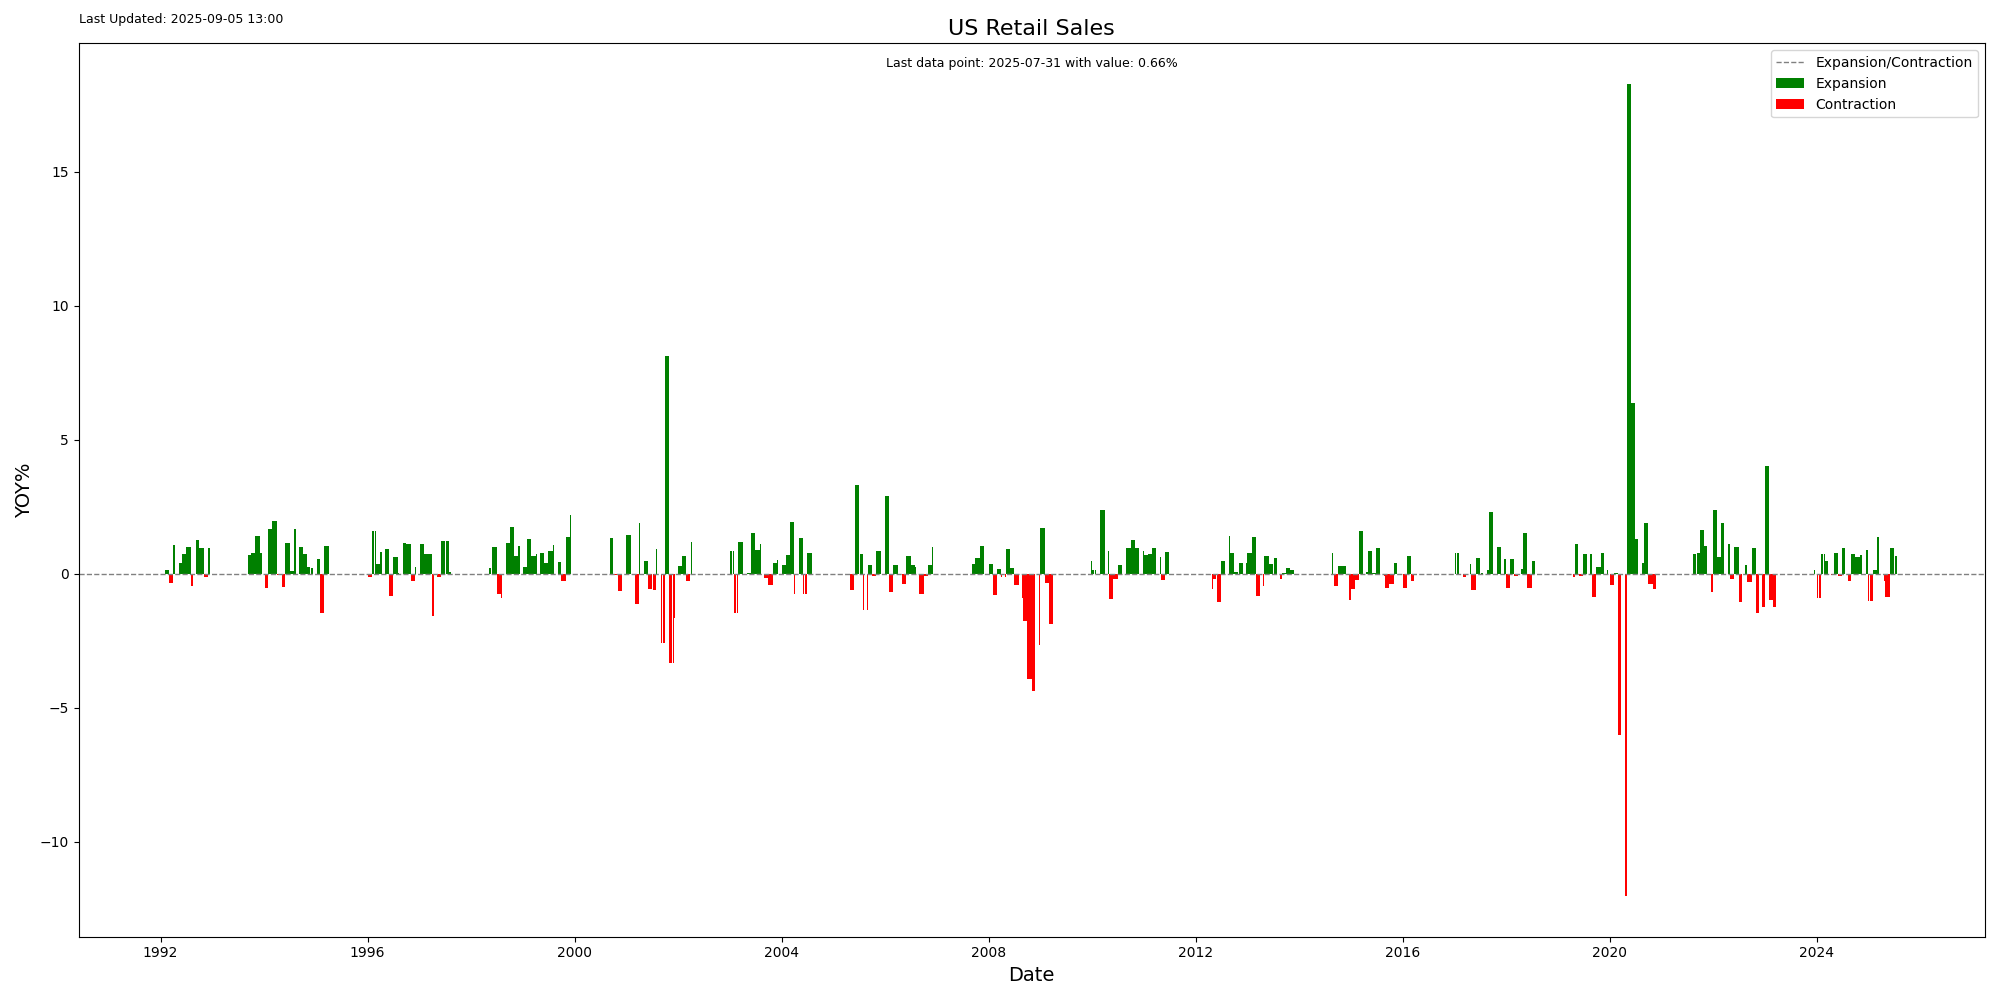 Last Updated: 2025-09-05 13:00
US Retail Sales
Last data point: 2025-07-31 with value: 0.66%
Expansion/Contraction
Expansion
Contraction
YOY%
15
10
5
0
−5
−10
1992 1996 2000 2004 2008 2012 2016 2020 2024
Date